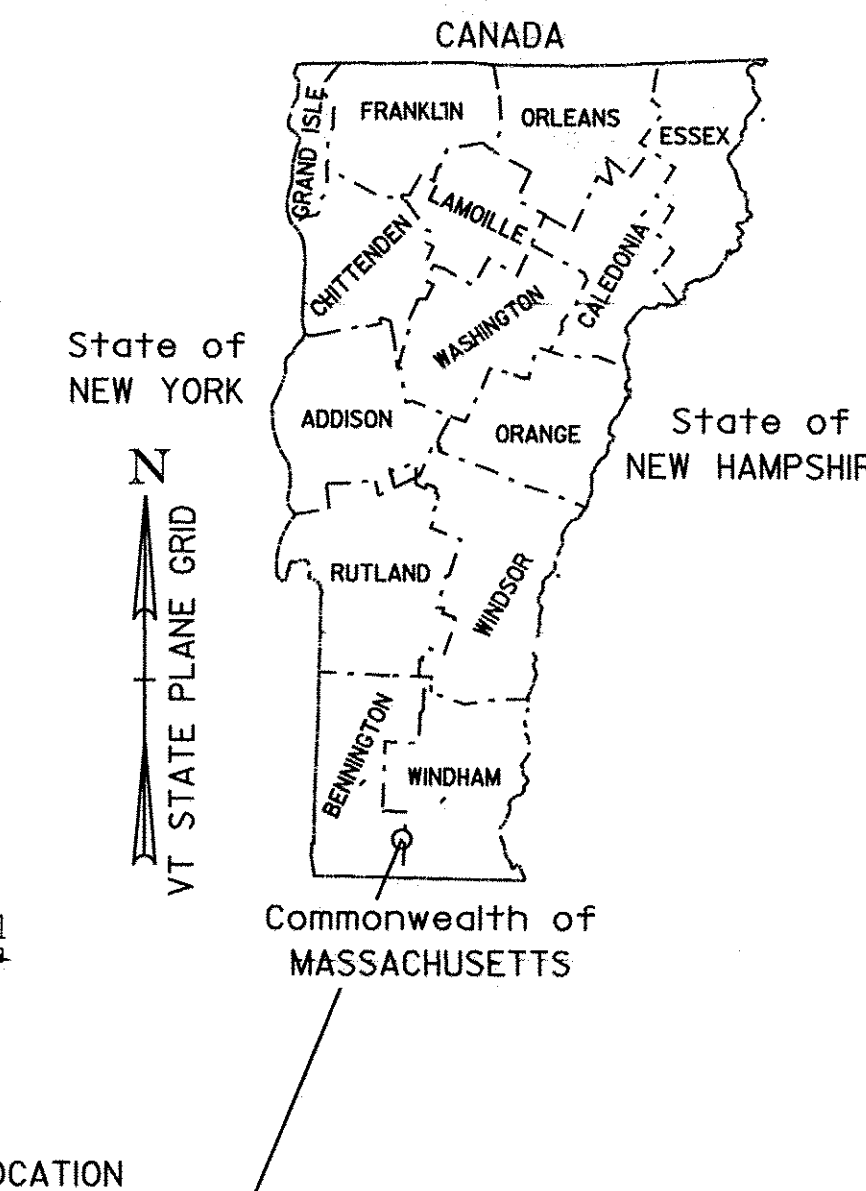 CANADA
GRAND ISLE
FRANKLIN
ORLEANS
ESSEX
LAMOILLE
CHITTENDEN
CALEDONIA
WASHINGTON
State of
NEW YORK
ADDISON
ORANGE
State of
NEW HAMPSHIR
N
VT STATE PLANE GRID
RUTLAND
WINDSOR
BENNINGTON
WINDHAM
Commonwealth of
MASSACHUSETTS
OCATION